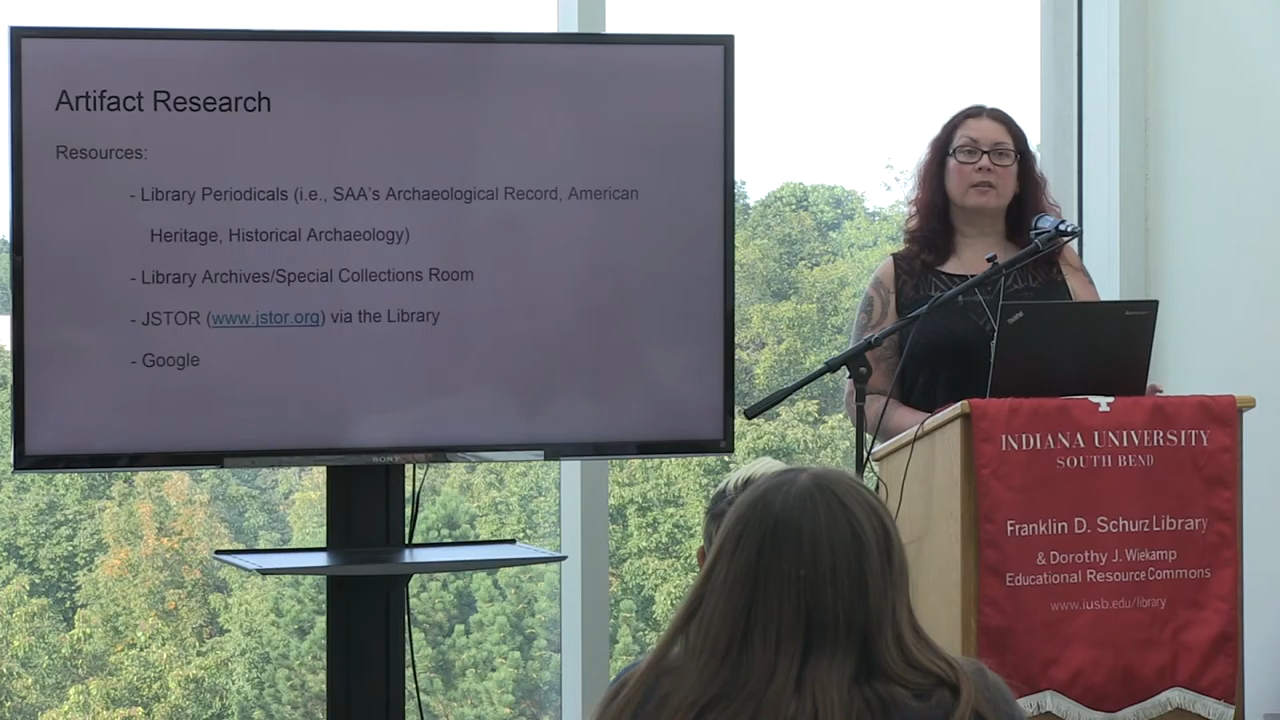 Artifact Research
Resources:
- Library Periodicals (i.e., SAA's Archaeological Record, American
Heritage, Historical Archaeology)
- Library Archives/Special Collections Room
- JSTOR (www.jstor.org) via the Library
- Google
SONY
ThinkPad
INDIANA UNIVERSITY
SOUTH BEND
Franklin D. Schurz Library
& Dorothy J. Wiekamp
Educational Resource Commons
www.iusb.edu/library